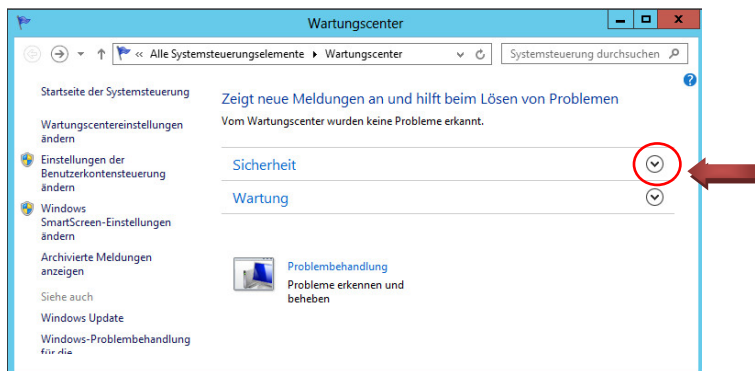 Wartungscenter
« Alle Systemsteuerungselemente Wartungscenter
Systemsteuerung durchsuchen
Startseite der Systemsteuerung
Wartungscentereinstellungen
ändern
Einstellungen der
Benutzerkontensteuerung
ändern
Windows
SmartScreen-Einstellungen
ändern
Archivierte Meldungen
anzeigen
Siehe auch
Windows Update
Windows-Problembehandlung
für die
Zeigt neue Meldungen an und hilft beim Lösen von Problemen
Vom Wartungscenter wurden keine Probleme erkannt.
Sicherheit
Wartung
Problembehandlung
Probleme erkennen und
beheben